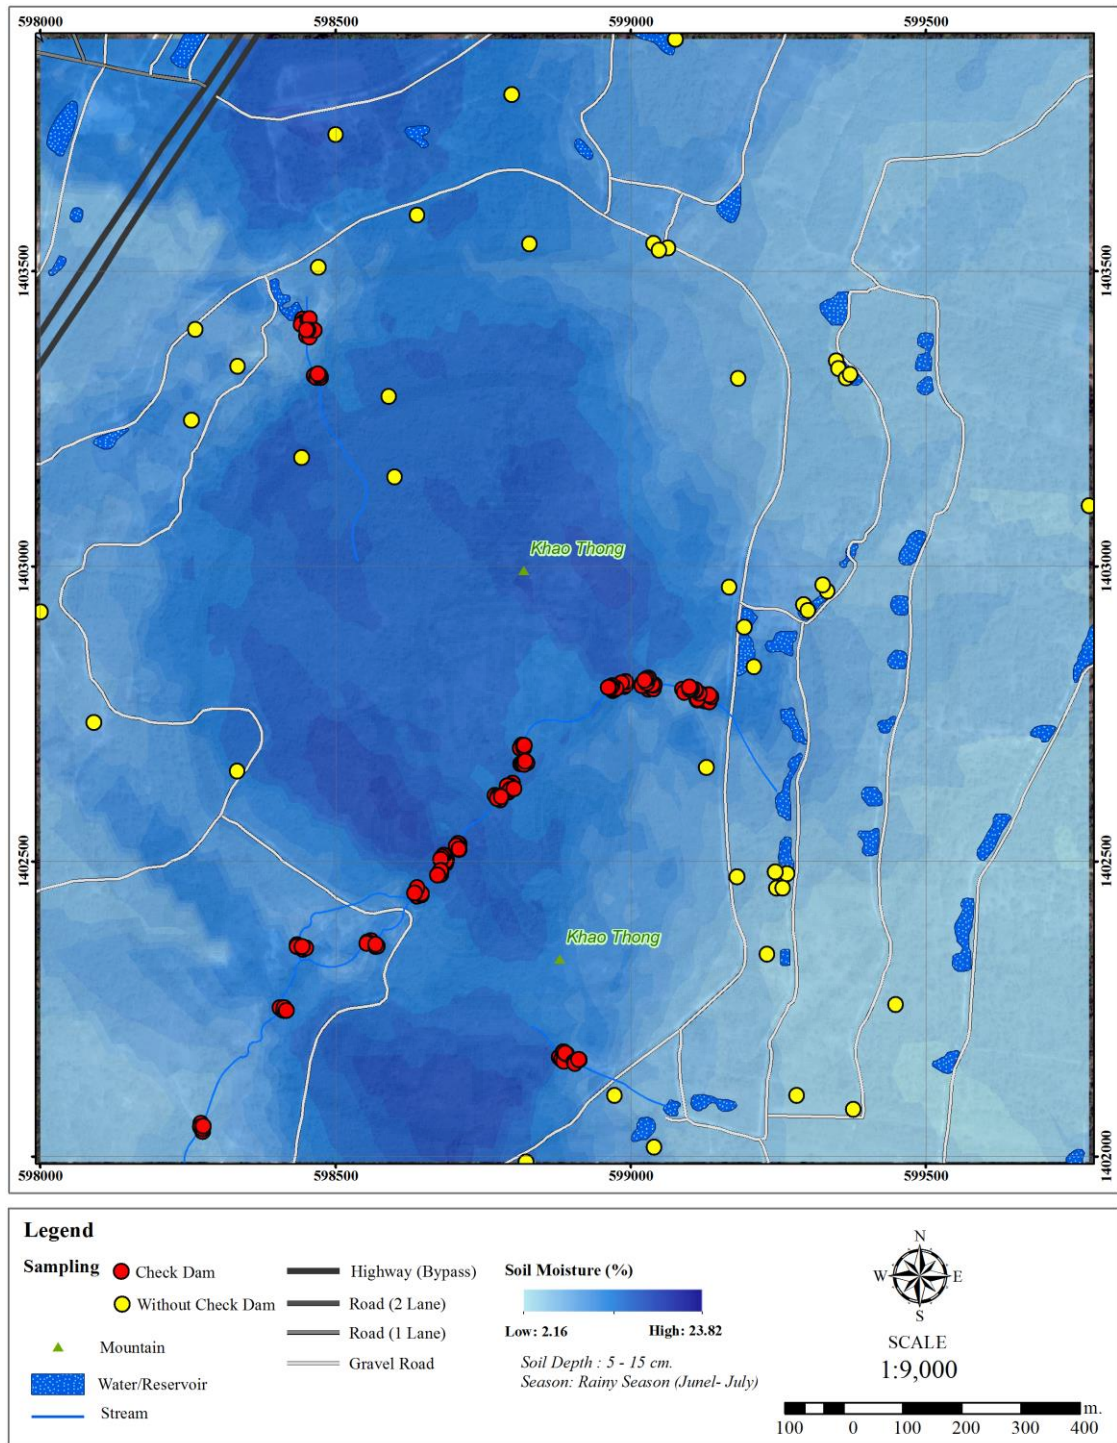 598000 598500 599000 599500
1403500 1403500
1403000 1403000
Khao Thong
1402500 1402500
Khao Thong
1402000 1402000
598000 598500 599000 599500
Legend
Sampling
Check Dam
Without Check Dam
Mountain
Water/Reservoir
Stream
Highway (Bypass)
Road (2 Lane)
Road (1 Lane)
Gravel Road
Soil Moisture (%)
Low: 2.16 High: 23.82
Soil Depth : 5 - 15 cm.
Season: Rainy Season (Junel- July)
N
W E
S
SCALE
1:9,000
m.
100 0 100 200 300 400